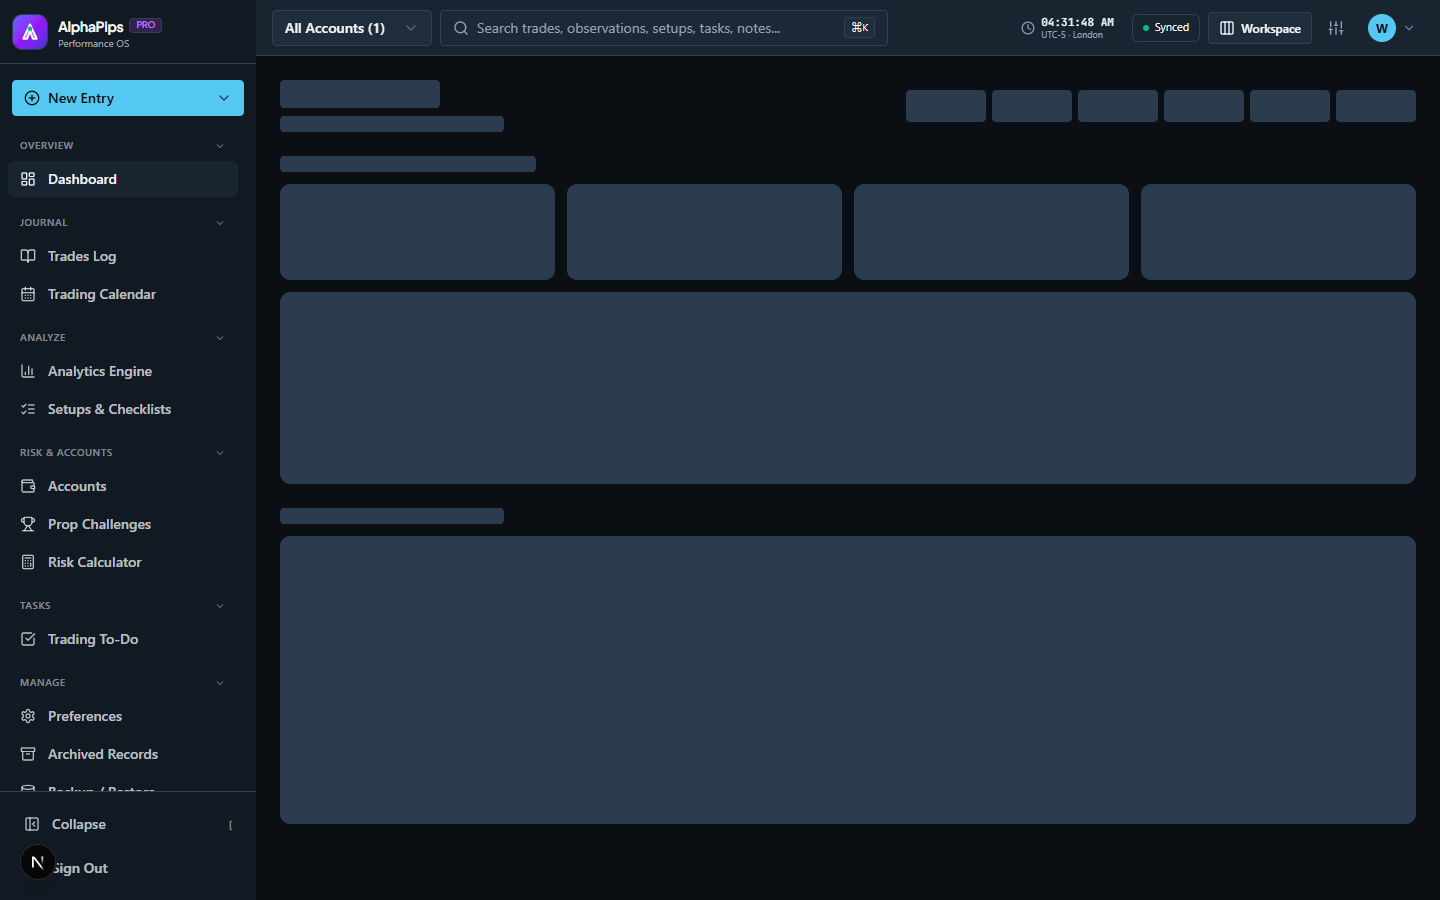 AlphaPips PRO
Performance OS
All Accounts (1)
Search trades, observations, setups, tasks, notes...
⌘K
04:31:48 AM
UTC-5 · London
Synced
Workspace
W
New Entry
OVERVIEW
Dashboard
JOURNAL
Trades Log
Trading Calendar
ANALYZE
Analytics Engine
Setups & Checklists
RISK & ACCOUNTS
Accounts
Prop Challenges
Risk Calculator
TASKS
Trading To-Do
MANAGE
Preferences
Archived Records
Backup / Restore
Collapse [
N
Sign Out